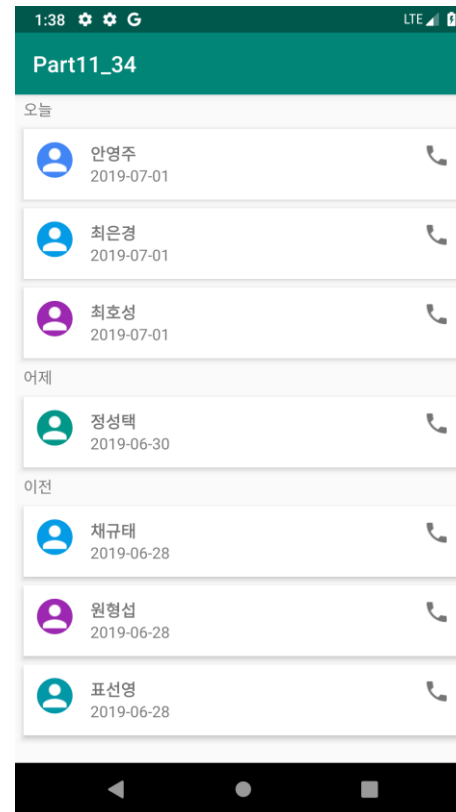 1:38 G LTE
Part11_34
오늘
안영주
2019-07-01
최은경
2019-07-01
최호성
2019-07-01
어제
정성택
2019-06-30
이전
채규태
2019-06-28
원형섭
2019-06-28
표선영
2019-06-28